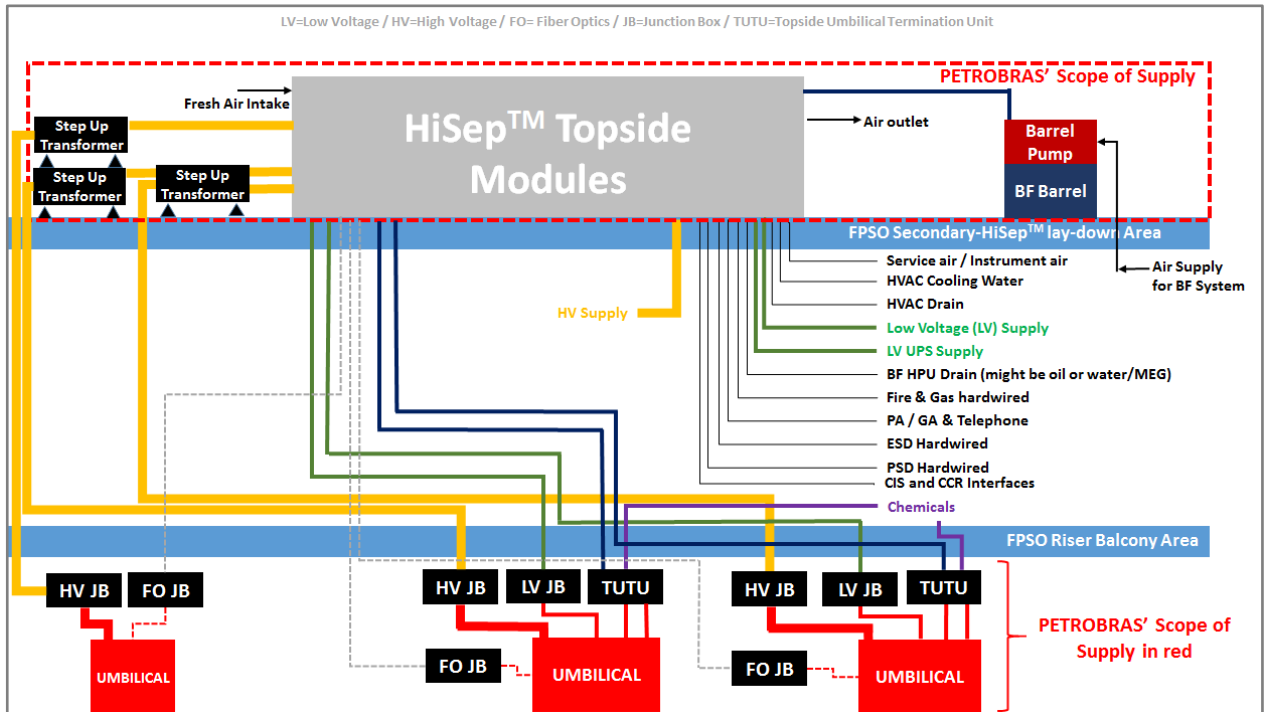 LV=Low Voltage / HV=High Voltage / FO= Fiber Optics / JB=Junction Box / TUTU=Topside Umbilical Termination Unit
PETROBRAS’ Scope of Supply
Fresh Air Intake
HiSep™ Topside
Modules
Air outlet
Step Up
Transformer
Step Up
Transformer
Step Up
Transformer
Barrel
Pump
BF Barrel
FPSO Secondary-HiSep™ lay-down Area
Service air / Instrument air
HVAC Cooling Water
HVAC Drain
Air Supply
for BF System
HV Supply
Low Voltage (LV) Supply
LV UPS Supply
BF HPU Drain (might be oil or water/MEG)
Fire & Gas hardwired
PA / GA & Telephone
ESD Hardwired
PSD Hardwired
CIS and CCR Interfaces
Chemicals
FPSO Riser Balcony Area
HV JB
FO JB
HV JB
LV JB
TUTU
HV JB
LV JB
TUTU
PETROBRAS’ Scope of
Supply in red
FO JB
FO JB
UMBILICAL
UMBILICAL
UMBILICAL